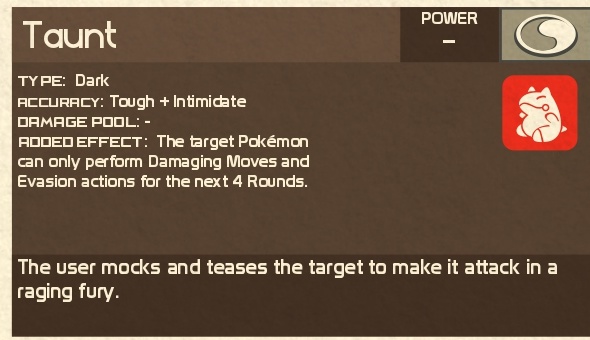 Taunt
POWER
–
TYPE: Dark
ACCURACY: Tough + Intimidate
DAMAGE POOL: -
ADDED EFFECT: The target Pokémon
can only perform Damaging Moves and
Evasion actions for the next 4 Rounds.
The user mocks and teases the target to make it attack in a
raging fury.